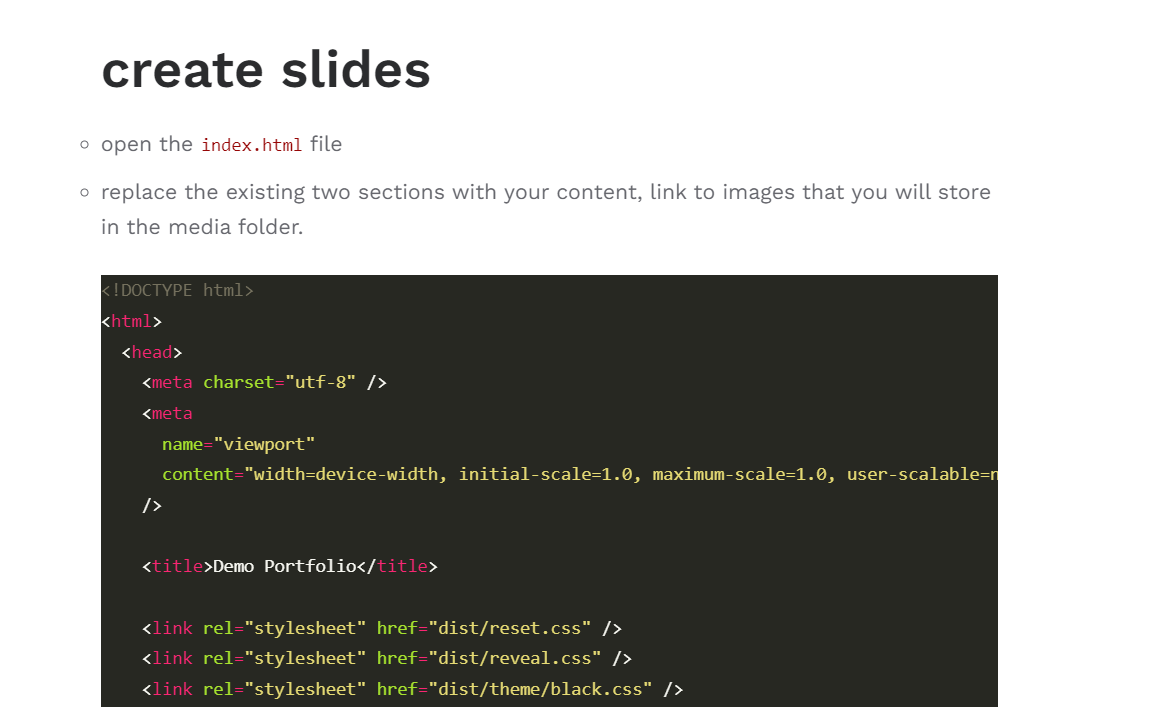 create slides
open the index.html file
replace the existing two sections with your content, link to images that you will store
in the media folder.
<!DOCTYPE html>
<html>
<head>
<meta charset="utf-8" />
<meta
name="viewport"
content="width=device-width, initial-scale=1.0, maximum-scale=1.0, user-scalable=n
/>
<title>Demo Portfolio</title>
<link rel="stylesheet" href="dist/reset.css" />
<link rel="stylesheet" href="dist/reveal.css" />
<link rel="stylesheet" href="dist/theme/black.css" />